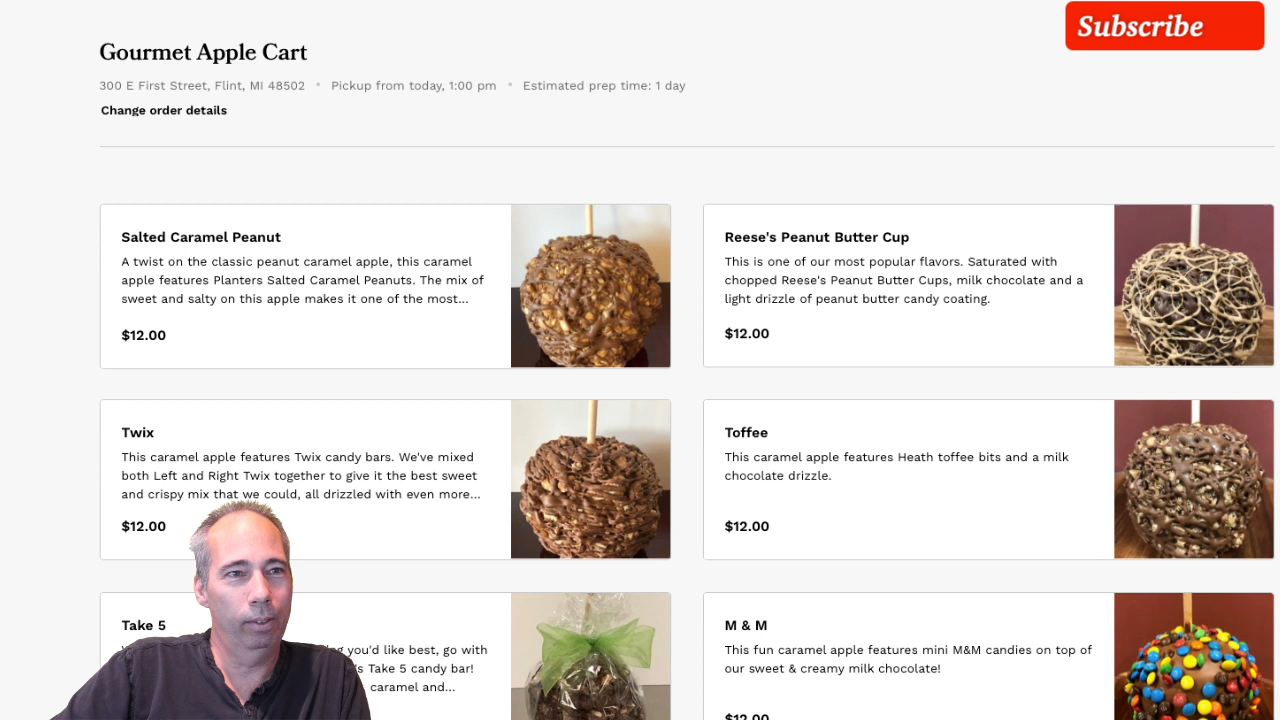 Subscribe
Gourmet Apple Cart
300 E First Street, Flint, MI 48502 • Pickup from today, 1:00 pm • Estimated prep time: 1 day
Change order details
Salted Caramel Peanut
A twist on the classic peanut caramel apple, this caramel
apple features Planters Salted Caramel Peanuts. The mix of
sweet and salty on this apple makes it one of the most...
$12.00
Reese's Peanut Butter Cup
This is one of our most popular flavors. Saturated with
chopped Reese's Peanut Butter Cups, milk chocolate and a
light drizzle of peanut butter candy coating.
$12.00
Twix
This caramel apple features Twix candy bars. We've mixed
both Left and Right Twix together to give it the best sweet
and crispy mix that we could, all drizzled with even more...
$12.00
Toffee
This caramel apple features Heath toffee bits and a milk
chocolate drizzle.
$12.00
Take 5
you'd like best, go with
Take 5 candy bar!
caramel and...
M & M
This fun caramel apple features mini M&M candies on top of
our sweet & creamy milk chocolate!
$12.00